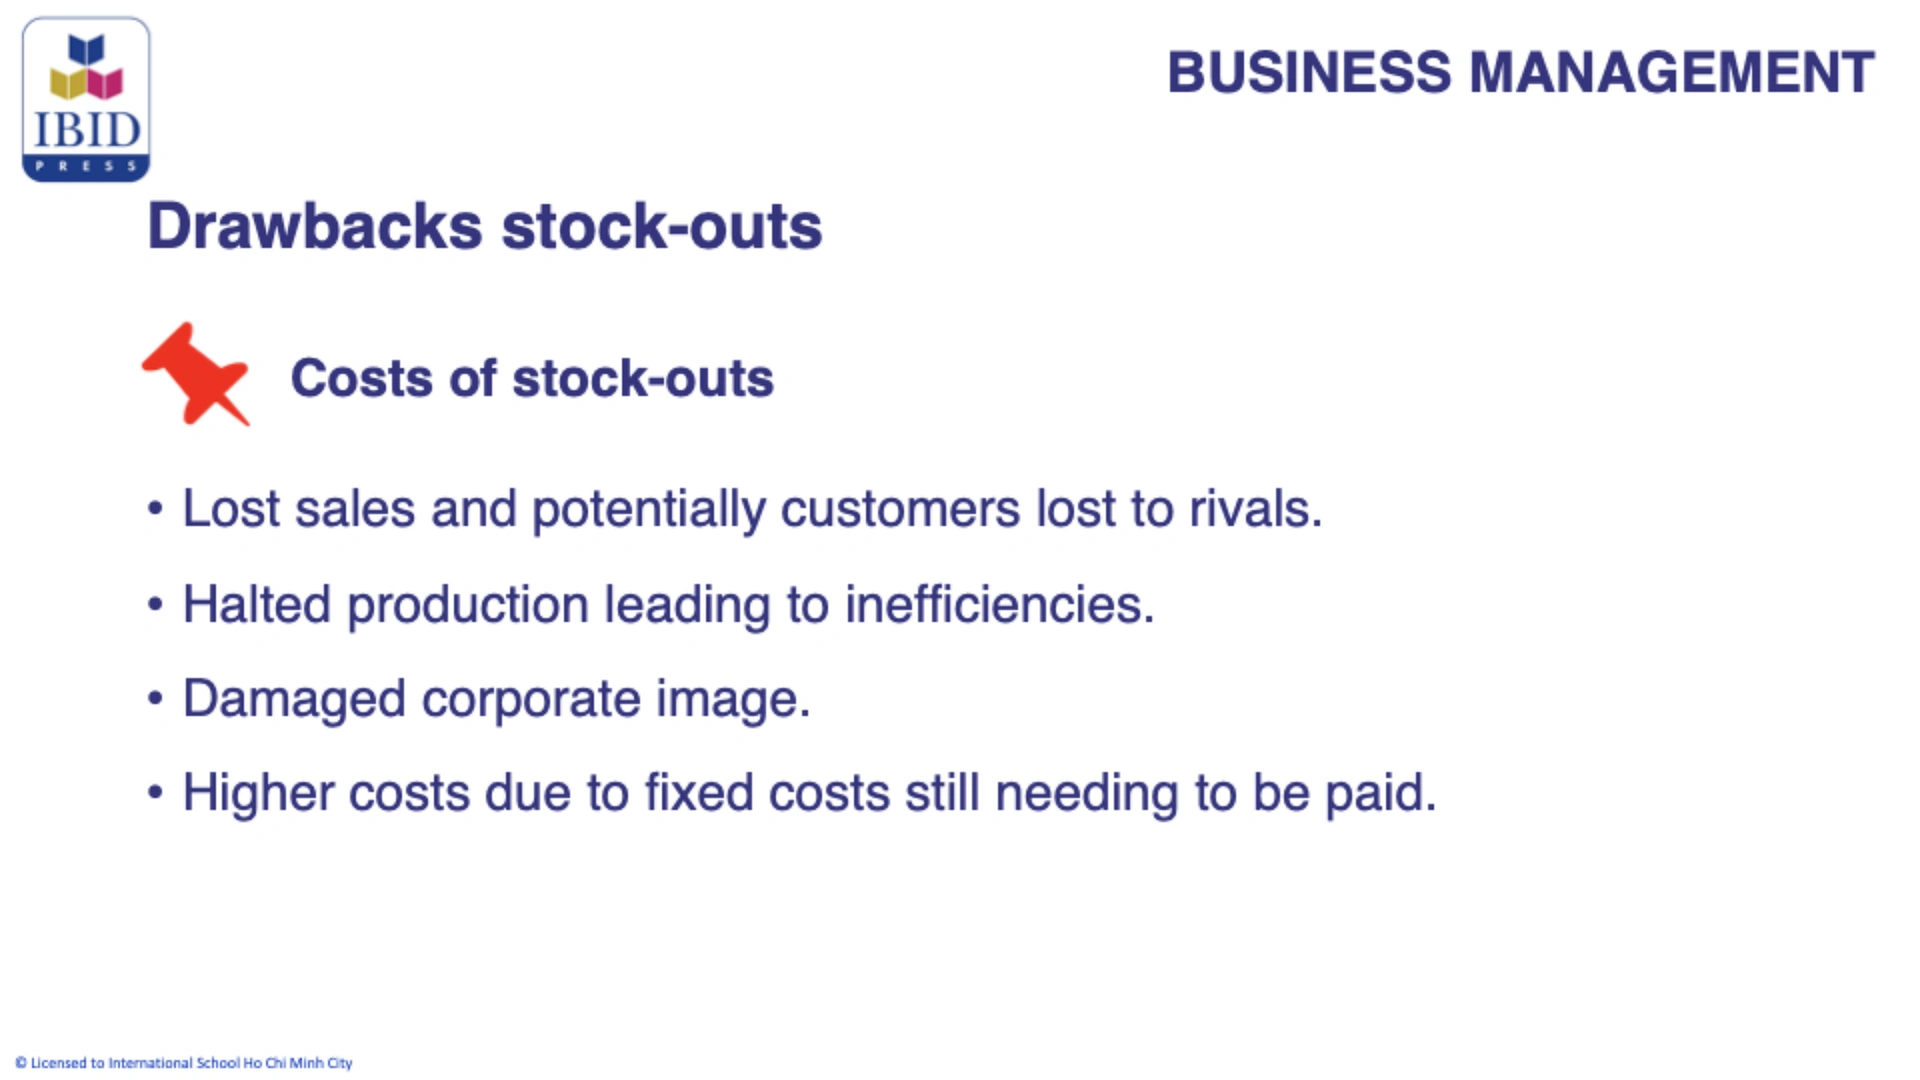 IBID
PRESS
BUSINESS MANAGEMENT
Drawbacks stock-outs
Costs of stock-outs
• Lost sales and potentially customers lost to rivals.
• Halted production leading to inefficiencies.
• Damaged corporate image.
• Higher costs due to fixed costs still needing to be paid.
© Licensed to International School Ho Chi Minh City